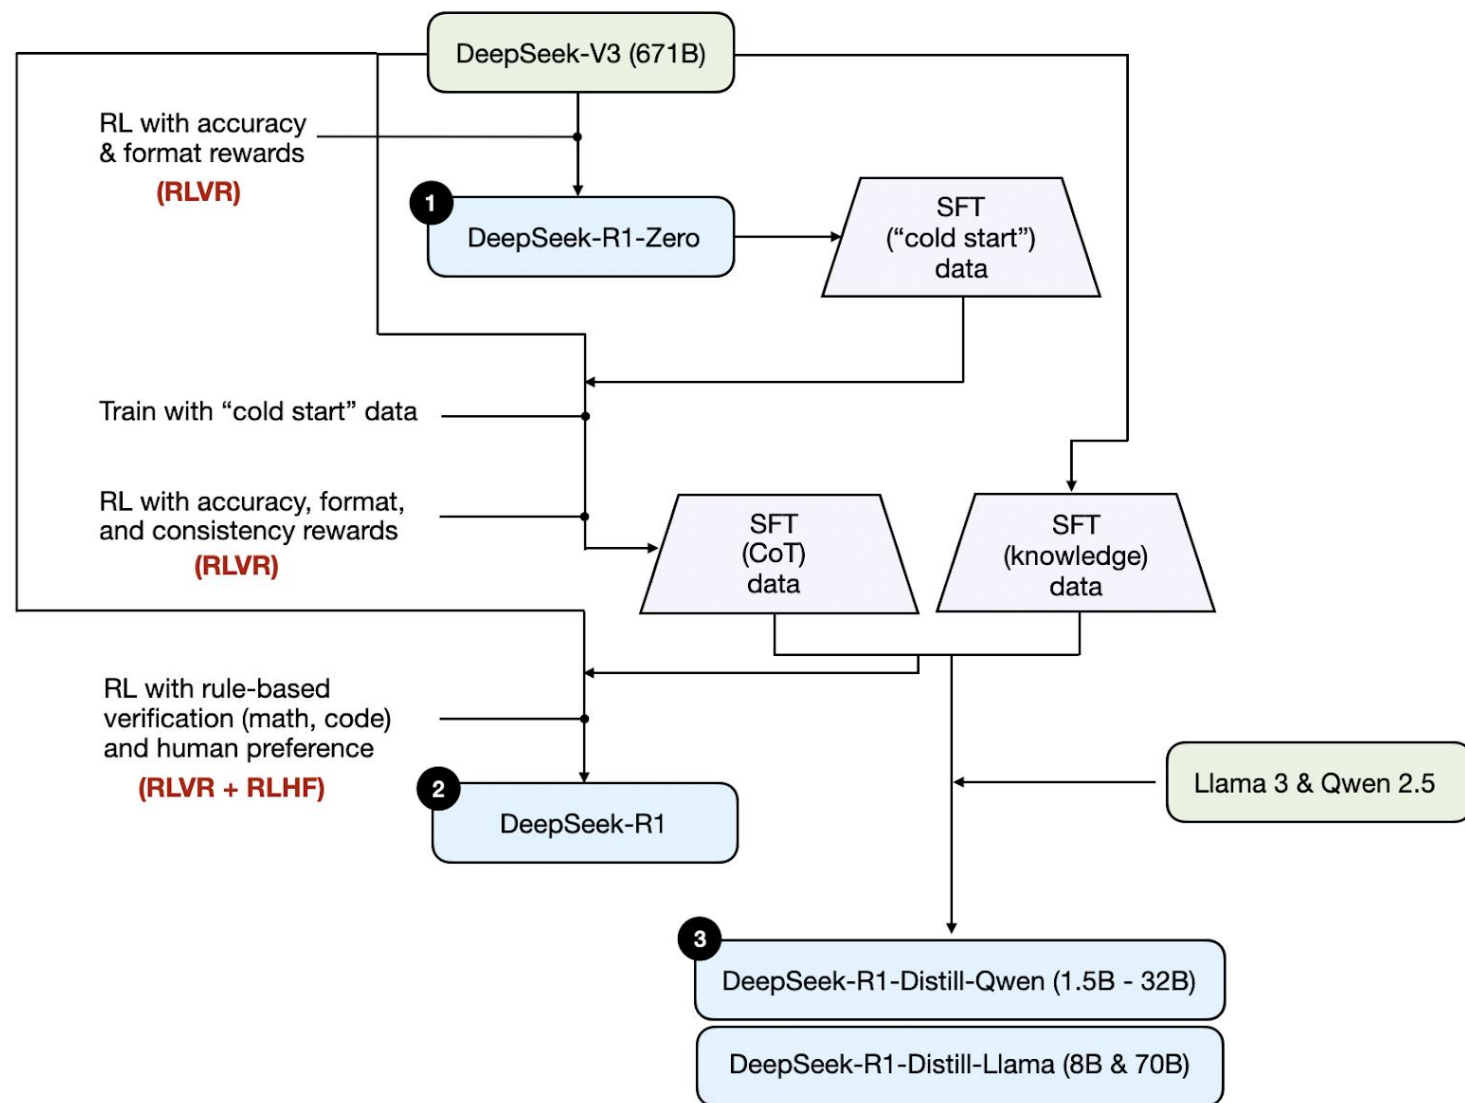 DeepSeek-V3 (671B)
RL with accuracy
& format rewards
(RLVR)
1
DeepSeek-R1-Zero
SFT
(“cold start”)
data
Train with “cold start” data
RL with accuracy, format,
and consistency rewards
(RLVR)
SFT
(CoT)
data
SFT
(knowledge)
data
RL with rule-based
verification (math, code)
and human preference
(RLVR + RLHF)
2
DeepSeek-R1
Llama 3 & Qwen 2.5
3
DeepSeek-R1-Distill-Qwen (1.5B - 32B)
DeepSeek-R1-Distill-Llama (8B & 70B)